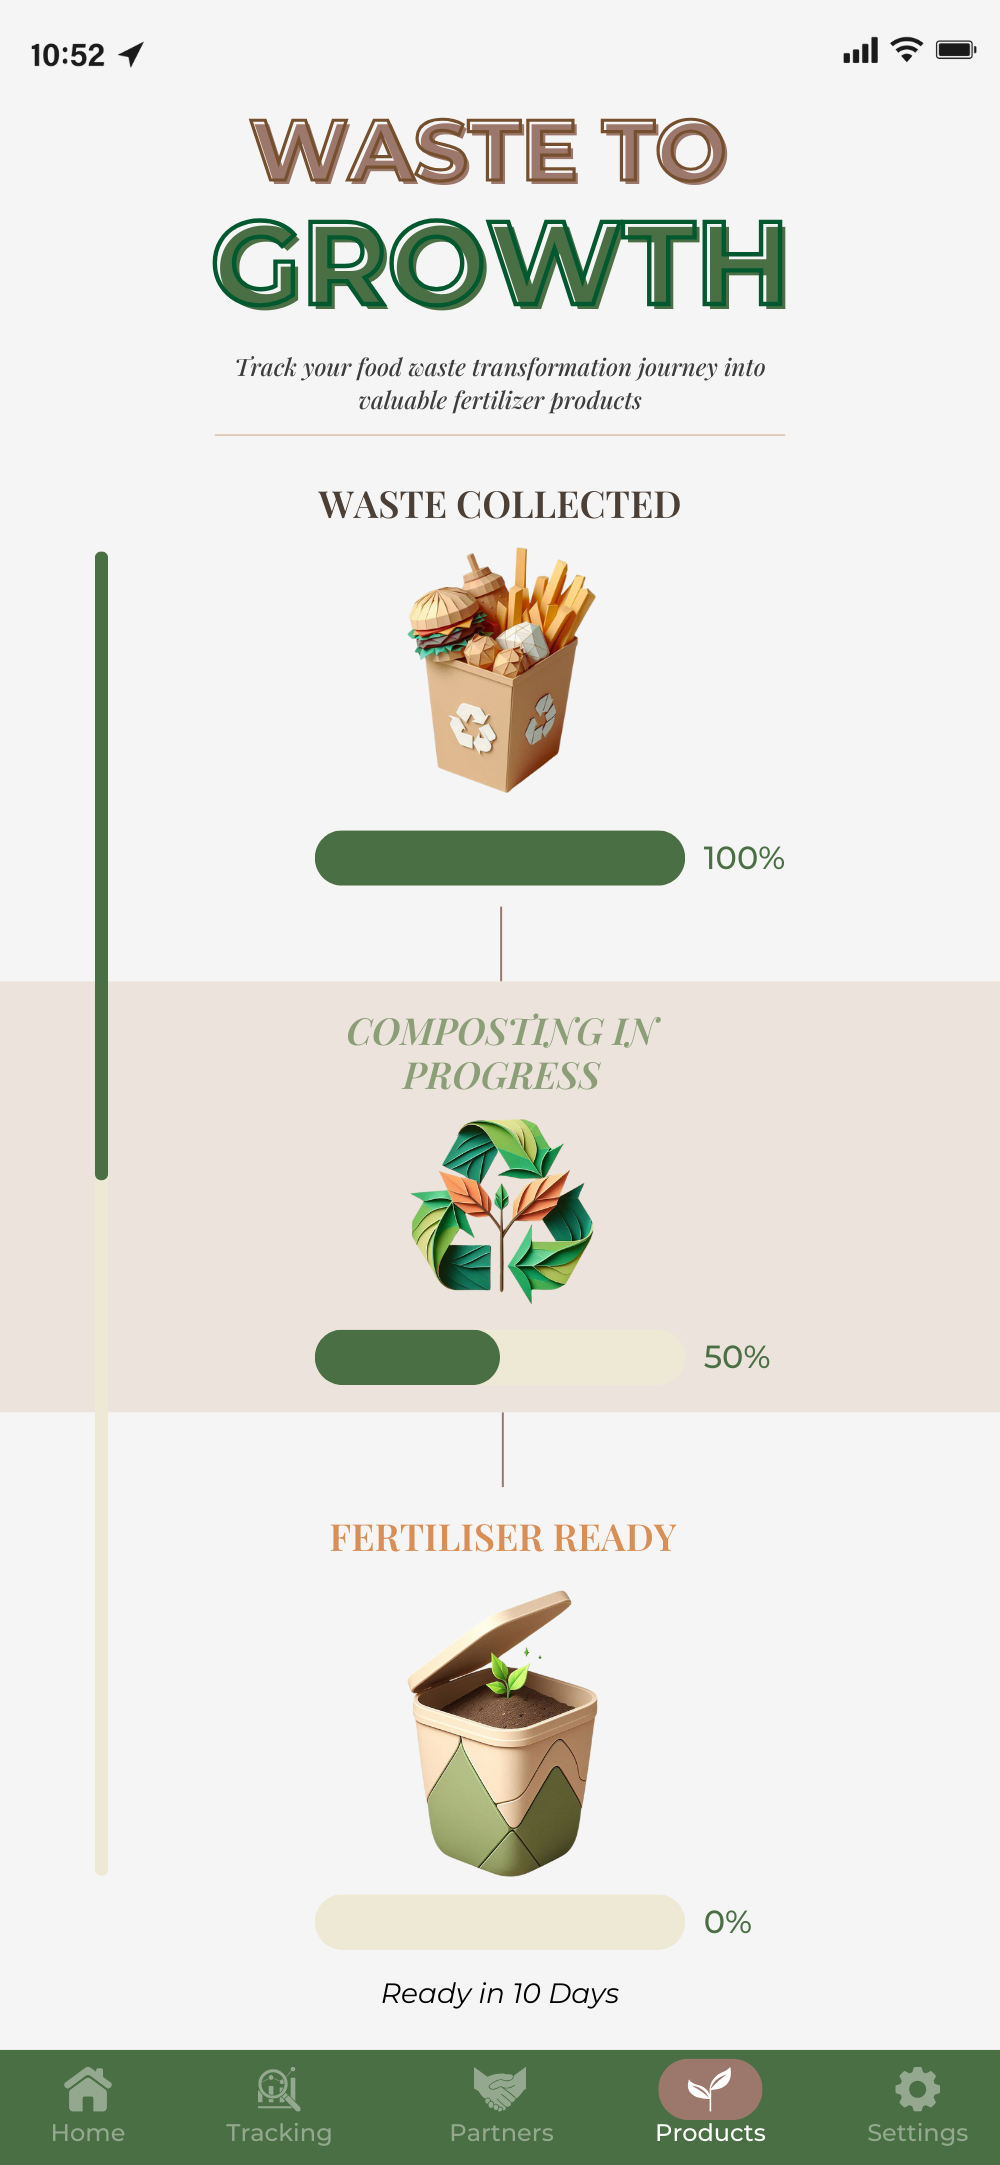 10:52
WASTE TO
GROWTH
Track your food waste transformation journey into
valuable fertilizer products
WASTE COLLECTED
100%
COMPOSTING IN
PROGRESS
50%
FERTILISER READY
0%
Ready in 10 Days
Home Tracking Partners Products Settings